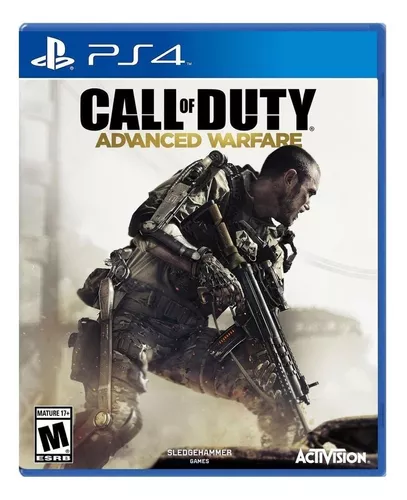 PS4
CALL OF DUTY
ADVANCED WARFARE
MATURE 17+
M
ESRB
SLEDGEHAMMER
GAMES
ACTIVISION